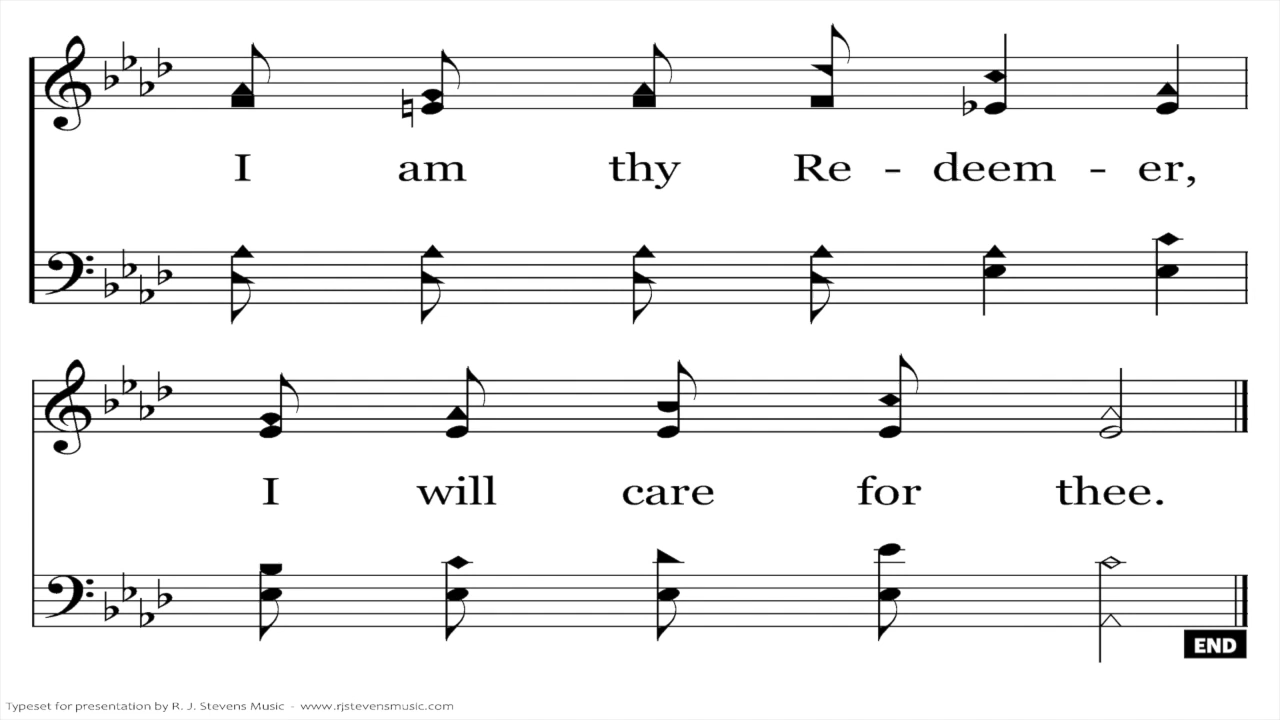 I am thy Re - deem - er,
I will care for thee.
END
Typeset for presentation by R. J. Stevens Music - www.rjstevensmusic.com